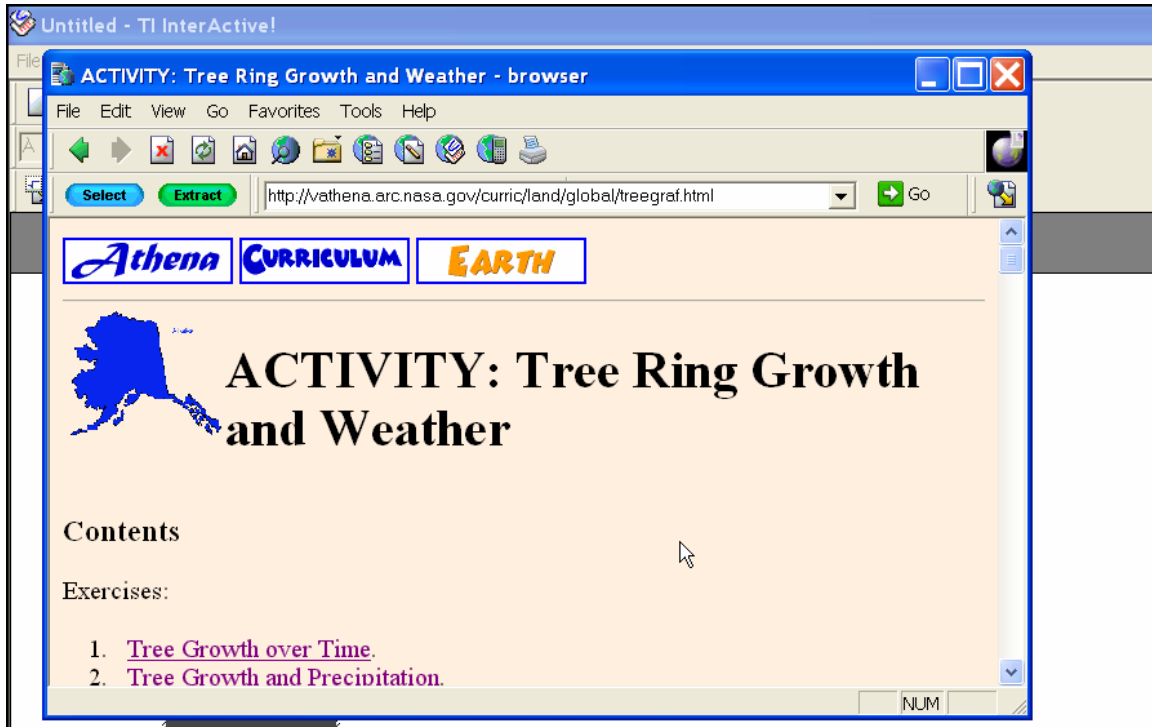 Untitled - TI InterActive!
File
ACTIVITY: Tree Ring Growth and Weather - browser
File Edit View Go Favorites Tools Help
A
Select Extract http://vathena.arc.nasa.gov/curric/land/global/treegraf.html Go
Athena CURRICULUM EARTH
ACTIVITY: Tree Ring Growth
and Weather
Contents
Exercises:
1. Tree Growth over Time.
2. Tree Growth and Precipitation.
NUM